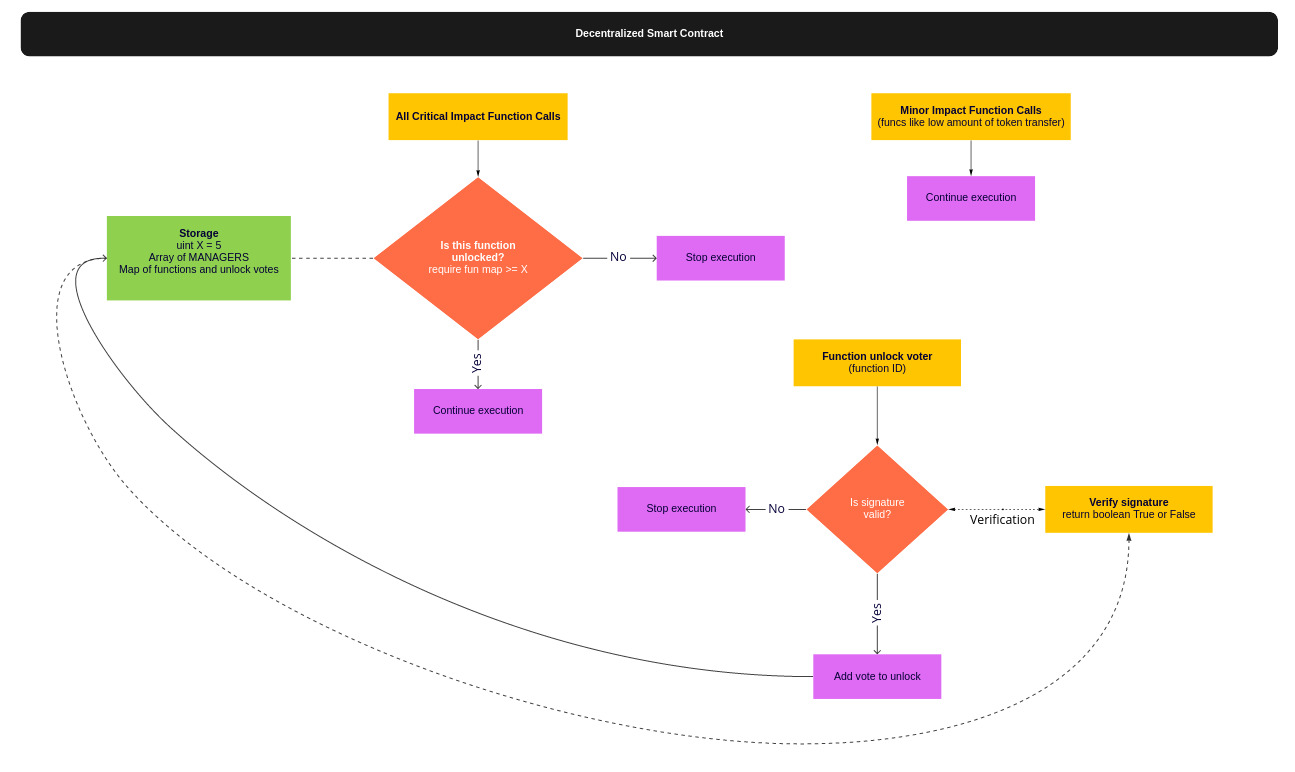 Decentralized Smart Contract
All Critical Impact Function Calls
Minor Impact Function Calls
(funcs like low amount of token transfer)
Continue execution
Storage
uint X = 5
Array of MANAGERS
Map of functions and unlock votes
Is this function
unlocked?
require fun map >= X
No
Stop execution
Yes
Continue execution
Function unlock voter
(function ID)
Stop execution
No
Is signature
valid?
Verification
Verify signature
return boolean True or False
Yes
Add vote to unlock